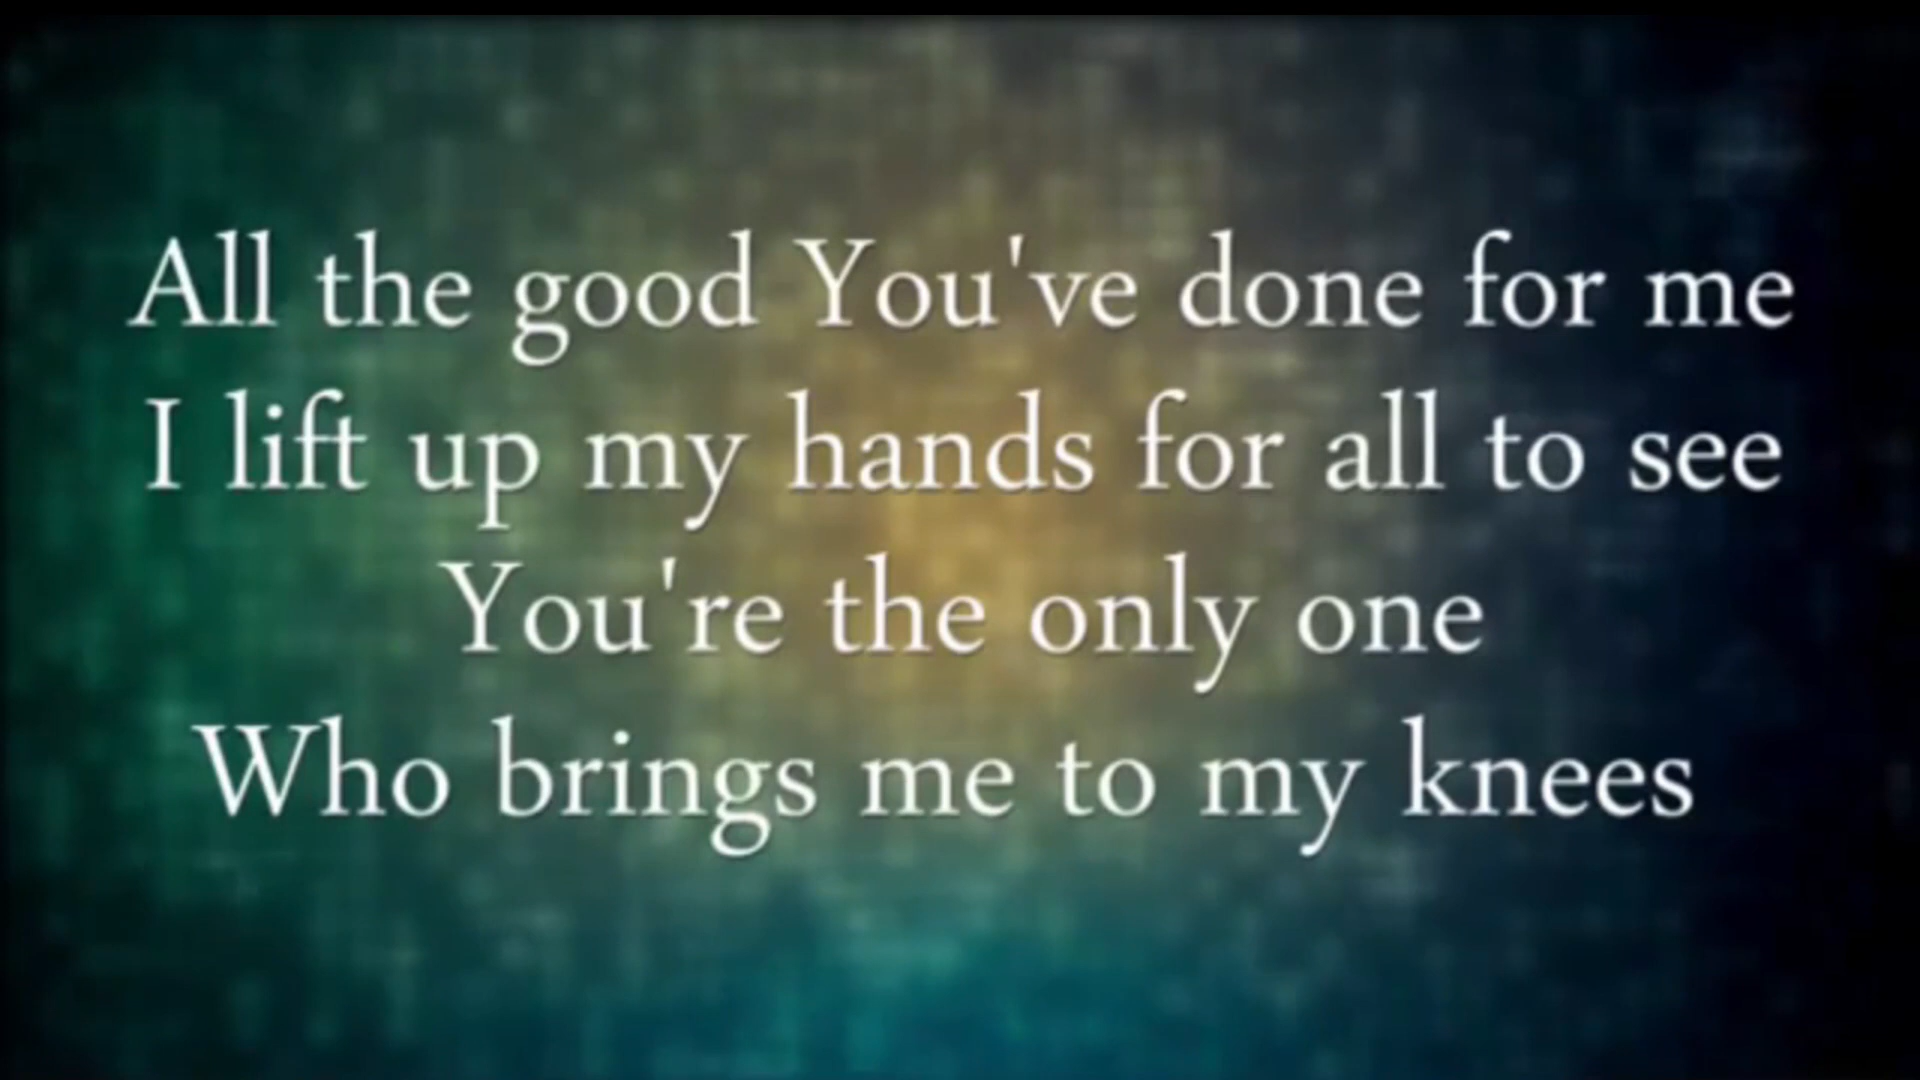 All the good You've done for me
I lift up my hands for all to see
You're the only one
Who brings me to my knees